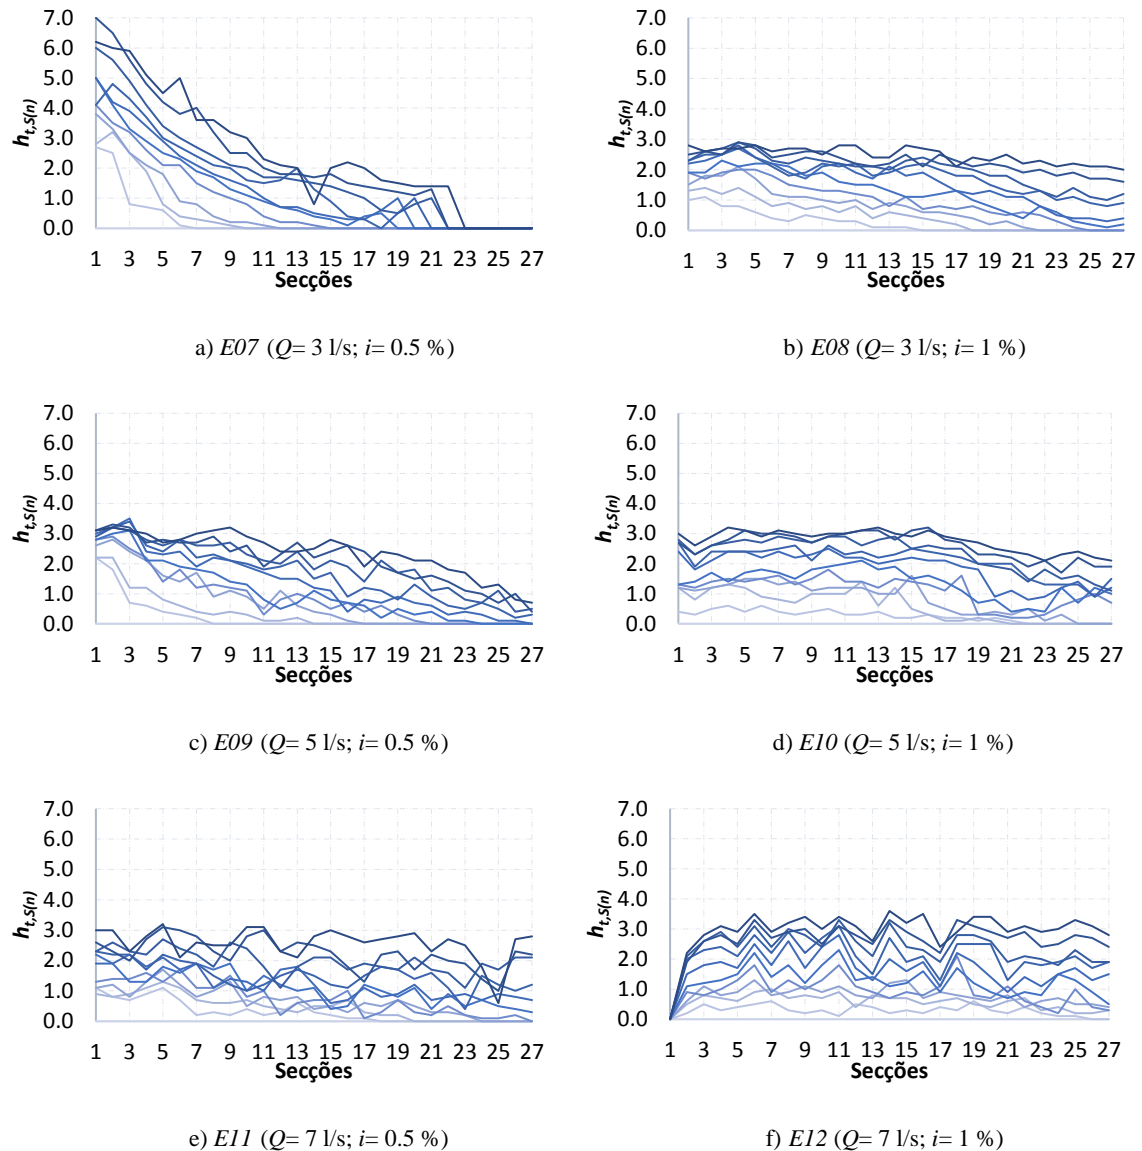 7.0
6.0
5.0
4.0
3.0
2.0
1.0
0.0
h_{t,S(n)}
1 3 5 7 9 11 13 15 17 19 21 23 25 27
Secções
a) E07 (Q= 3 l/s; i= 0.5 %)
7.0
6.0
5.0
4.0
3.0
2.0
1.0
0.0
h_{t,S(n)}
1 3 5 7 9 11 13 15 17 19 21 23 25 27
Secções
b) E08 (Q= 3 l/s; i= 1 %)
7.0
6.0
5.0
4.0
3.0
2.0
1.0
0.0
h_{t,S(n)}
1 3 5 7 9 11 13 15 17 19 21 23 25 27
Secções
c) E09 (Q= 5 l/s; i= 0.5 %)
7.0
6.0
5.0
4.0
3.0
2.0
1.0
0.0
h_{t,S(n)}
1 3 5 7 9 11 13 15 17 19 21 23 25 27
Secções
d) E10 (Q= 5 l/s; i= 1 %)
7.0
6.0
5.0
4.0
3.0
2.0
1.0
0.0
h_{t,S(n)}
1 3 5 7 9 11 13 15 17 19 21 23 25 27
Secções
e) E11 (Q= 7 l/s; i= 0.5 %)
7.0
6.0
5.0
4.0
3.0
2.0
1.0
0.0
h_{t,S(n)}
1 3 5 7 9 11 13 15 17 19 21 23 25 27
Secções
f) E12 (Q= 7 l/s; i= 1 %)